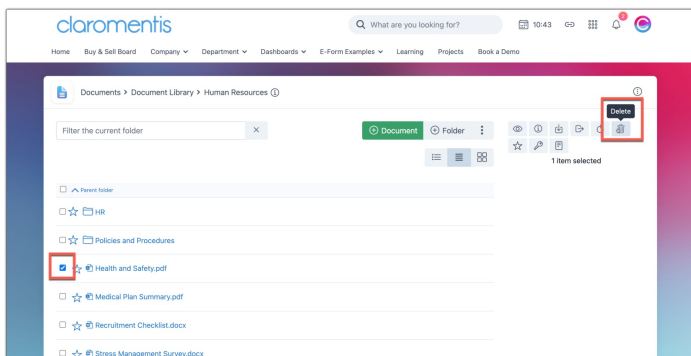 claromentis
What are you looking for?
10:43
2
Home Buy & Sell Board Company Department Dashboards E-Form Examples Learning Projects Book a Demo
Documents > Document Library > Human Resources
Delete
Filter the current folder
Document
Folder
1 item selected
Parent folder
HR
Policies and Procedures
Health and Safety.pdf
Medical Plan Summary.pdf
Recruitment Checklist.docx
Stress Management Survey.docx